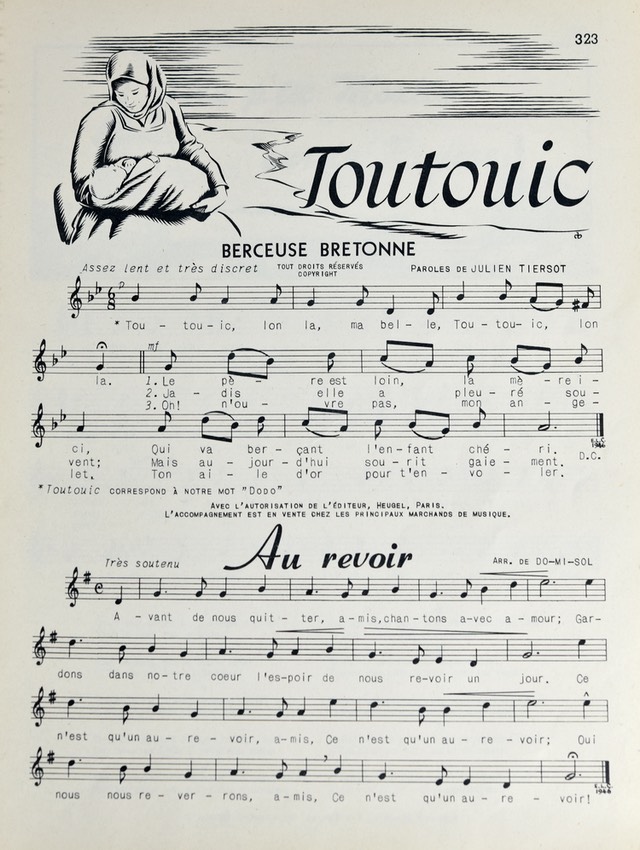 323
Toutouic
BERCEUSE BRETONNE
Assez lent et très discret
TOUT DROITS RÉSERVÉS
COPYRIGHT
PAROLES DE JULIEN TIERSOT
p
* Tou - tou-ic, lon la, ma bel-le, Tou-tou-ic, lon
mf
la. 1. Le pè - re est loin, la mè-re i-
2. Ja - dis elle a pleu-ré sou-
3. Oh! n'ou - vre pas, mon an - ge-
ci, Qui va ber-çant l'en-fant ché - ri.
vent; Mais au - jour-d'hui sou-rit gaie - ment. D.C.
let. Ton ai - le d'or pour t'en- vo - ler.
E.L.C.
1946
*Toutouic CORRESPOND À NOTRE MOT "DODO"
AVEC L'AUTORISATION DE L'ÉDITEUR, HEUGEL, PARIS.
L'ACCOMPAGNEMENT EST EN VENTE CHEZ LES PRINCIPAUX MARCHANDS DE MUSIQUE.
Au revoir
Très soutenu
ARR. DE DO-MI-SOL
A - vant de nous quit - ter, a-mis, chan-tons a-vec a - mour; Gar-
dons dans no-tre coeur l'es-poir de nous re-voir un jour. Ce
n'est qu'un au - re - voir, a-mis, Ce n'est qu'un au - re - voir; Oui
nous nous re - ver - rons, a-mis, Ce n'est qu'un au - re - voir!
E.L.C.
1946